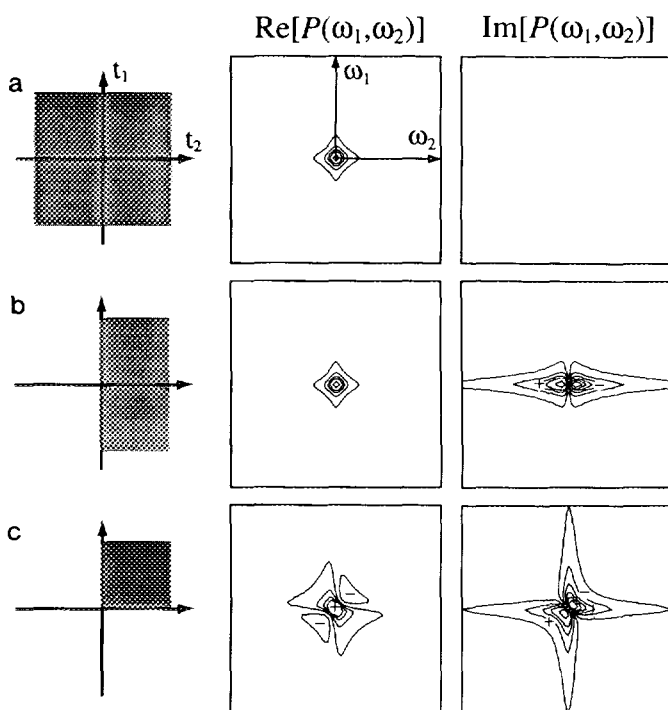 Re[P(ω₁,ω₂)] Im[P(ω₁,ω₂)]
a
t₁
t₂
ω₁
ω₂
b
+ −
c
+ − −
+ −